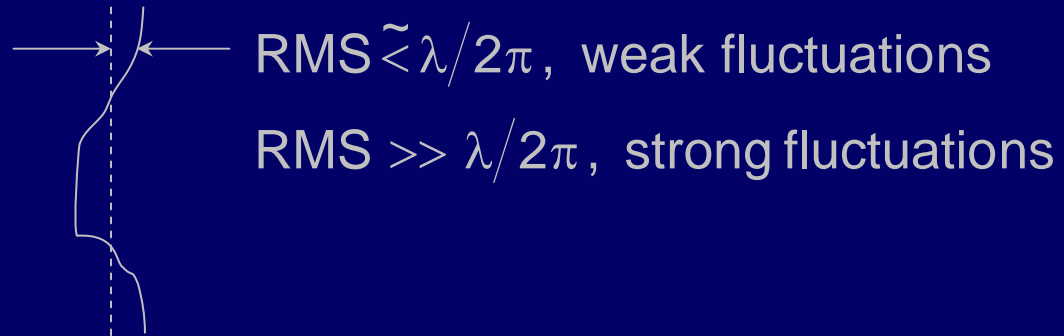 RMS ≲ λ/2π, weak fluctuations
RMS >> λ/2π, strong fluctuations